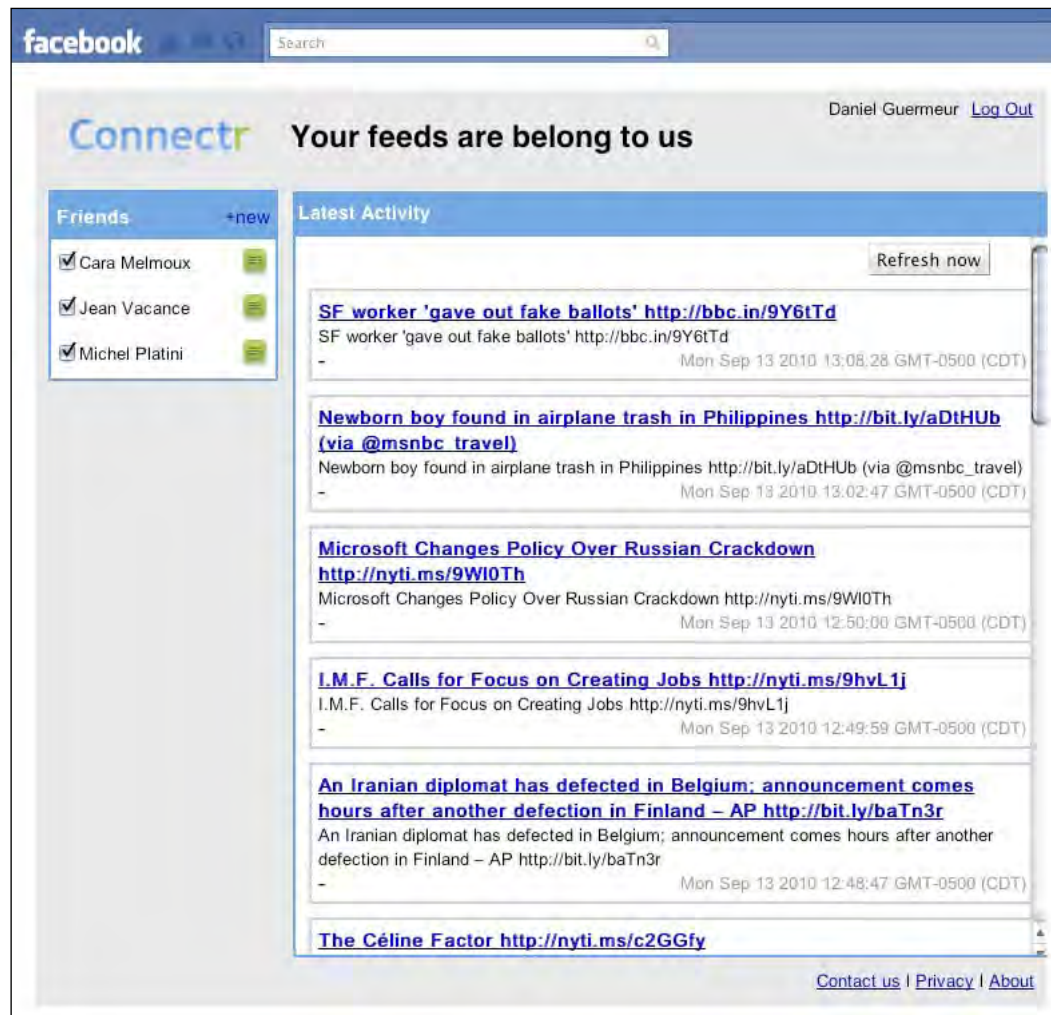 facebook
Search
Daniel Guermeur Log Out
Connectr
Your feeds are belong to us
Friends +new
Cara Melmoux
Jean Vacance
Michel Platini
Latest Activity
Refresh now
SF worker 'gave out fake ballots' http://bbc.in/9Y6tTd
SF worker 'gave out fake ballots' http://bbc.in/9Y6tTd
- Mon Sep 13 2010 13:08:28 GMT-0500 (CDT)
Newborn boy found in airplane trash in Philippines http://bit.ly/aDtHUb
(via @msnbc_travel)
Newborn boy found in airplane trash in Philippines http://bit.ly/aDtHUb (via @msnbc_travel)
- Mon Sep 13 2010 13:02:47 GMT-0500 (CDT)
Microsoft Changes Policy Over Russian Crackdown
http://nyti.ms/9WI0Th
Microsoft Changes Policy Over Russian Crackdown http://nyti.ms/9WI0Th
- Mon Sep 13 2010 12:50:00 GMT-0500 (CDT)
I.M.F. Calls for Focus on Creating Jobs http://nyti.ms/9hvL1j
I.M.F. Calls for Focus on Creating Jobs http://nyti.ms/9hvL1j
- Mon Sep 13 2010 12:49:59 GMT-0500 (CDT)
An Iranian diplomat has defected in Belgium; announcement comes
hours after another defection in Finland – AP http://bit.ly/baTn3r
An Iranian diplomat has defected in Belgium; announcement comes hours after another
defection in Finland – AP http://bit.ly/baTn3r
- Mon Sep 13 2010 12:48:47 GMT-0500 (CDT)
The Céline Factor http://nyti.ms/c2GGfy
Contact us | Privacy | About